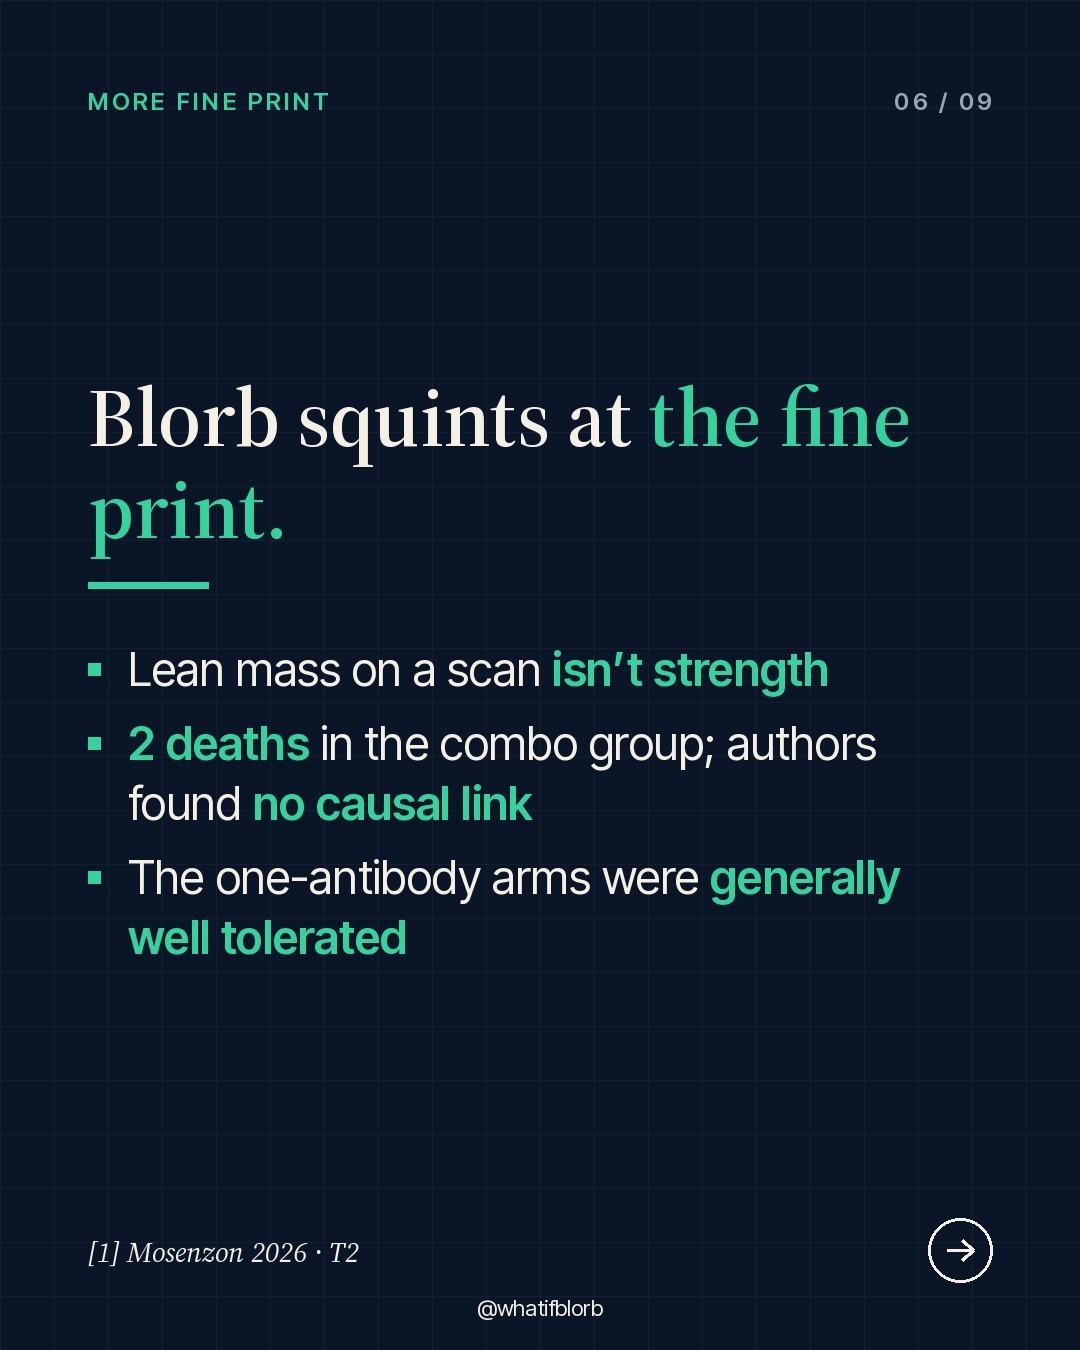 MORE FINE PRINT
06 / 09
Blorb squints at the fine
print.
Lean mass on a scan isn’t strength
2 deaths in the combo group; authors
found no causal link
The one-antibody arms were generally
well tolerated
[1] Mosenzon 2026 · T2
@whatifblorb